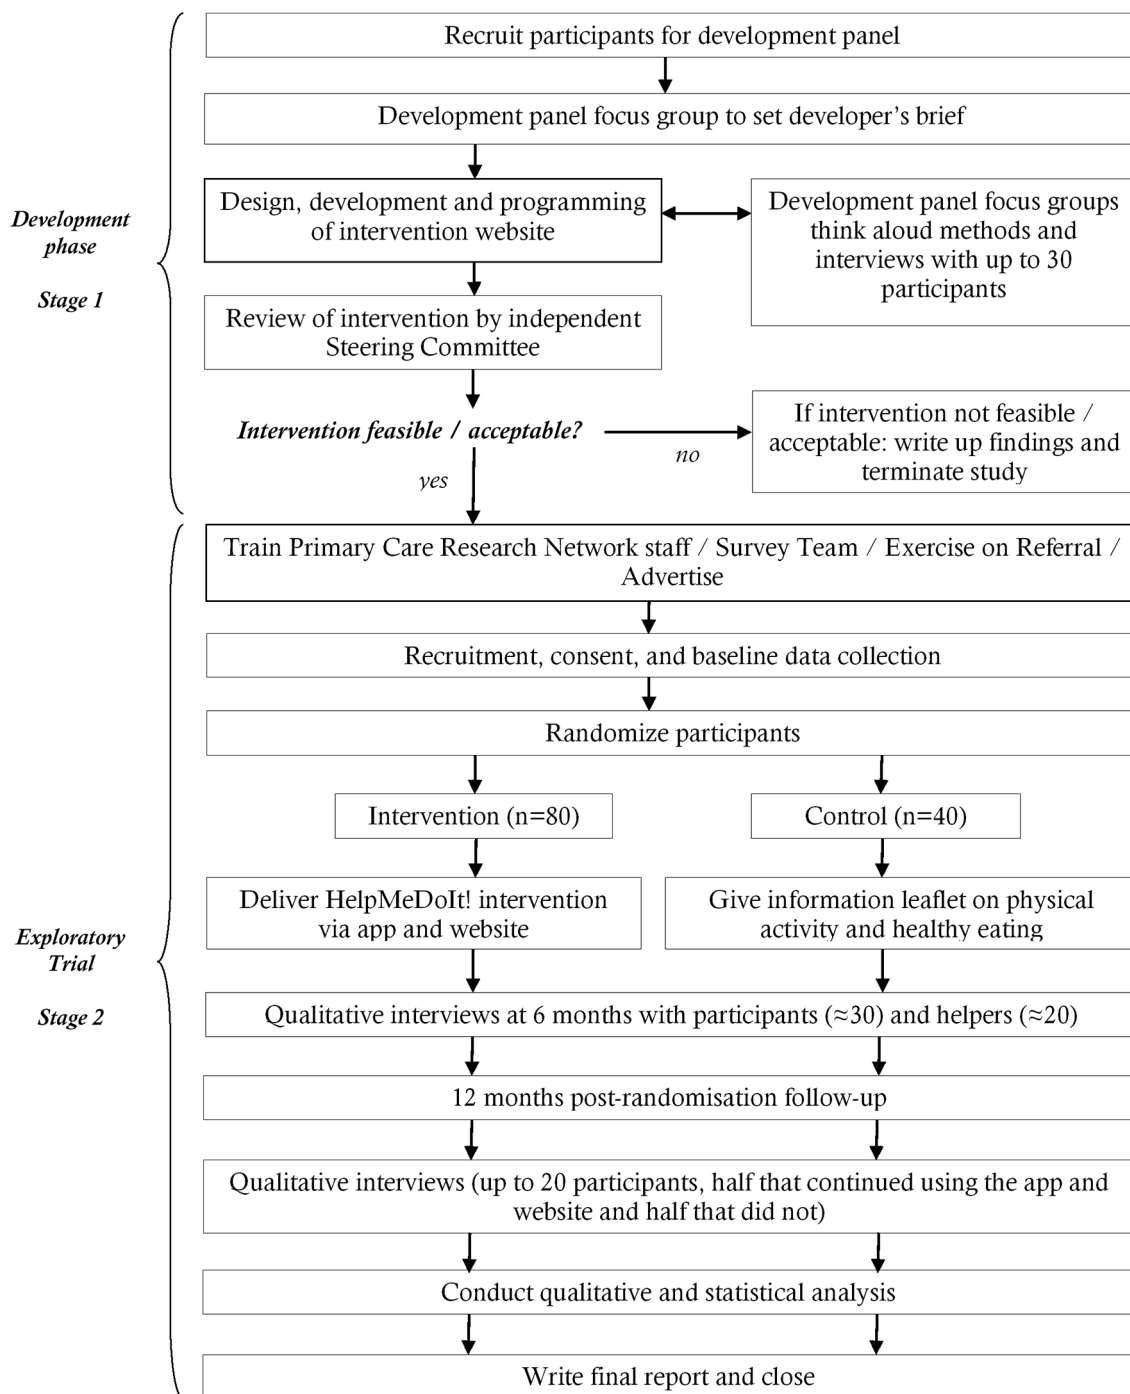 Recruit participants for development panel
Development panel focus group to set developer’s brief
Design, development and programming
of intervention website
Development panel focus groups
think aloud methods and
interviews with up to 30
participants
Development
phase
Stage 1
Review of intervention by independent
Steering Committee
Intervention feasible / acceptable?
no
yes
If intervention not feasible /
acceptable: write up findings and
terminate study
Train Primary Care Research Network staff / Survey Team / Exercise on Referral /
Advertise
Recruitment, consent, and baseline data collection
Randomize participants
Intervention (n=80)
Control (n=40)
Deliver HelpMeDoIt! intervention
via app and website
Give information leaflet on physical
activity and healthy eating
Exploratory
Trial
Stage 2
Qualitative interviews at 6 months with participants (≈30) and helpers (≈20)
12 months post-randomisation follow-up
Qualitative interviews (up to 20 participants, half that continued using the app and
website and half that did not)
Conduct qualitative and statistical analysis
Write final report and close